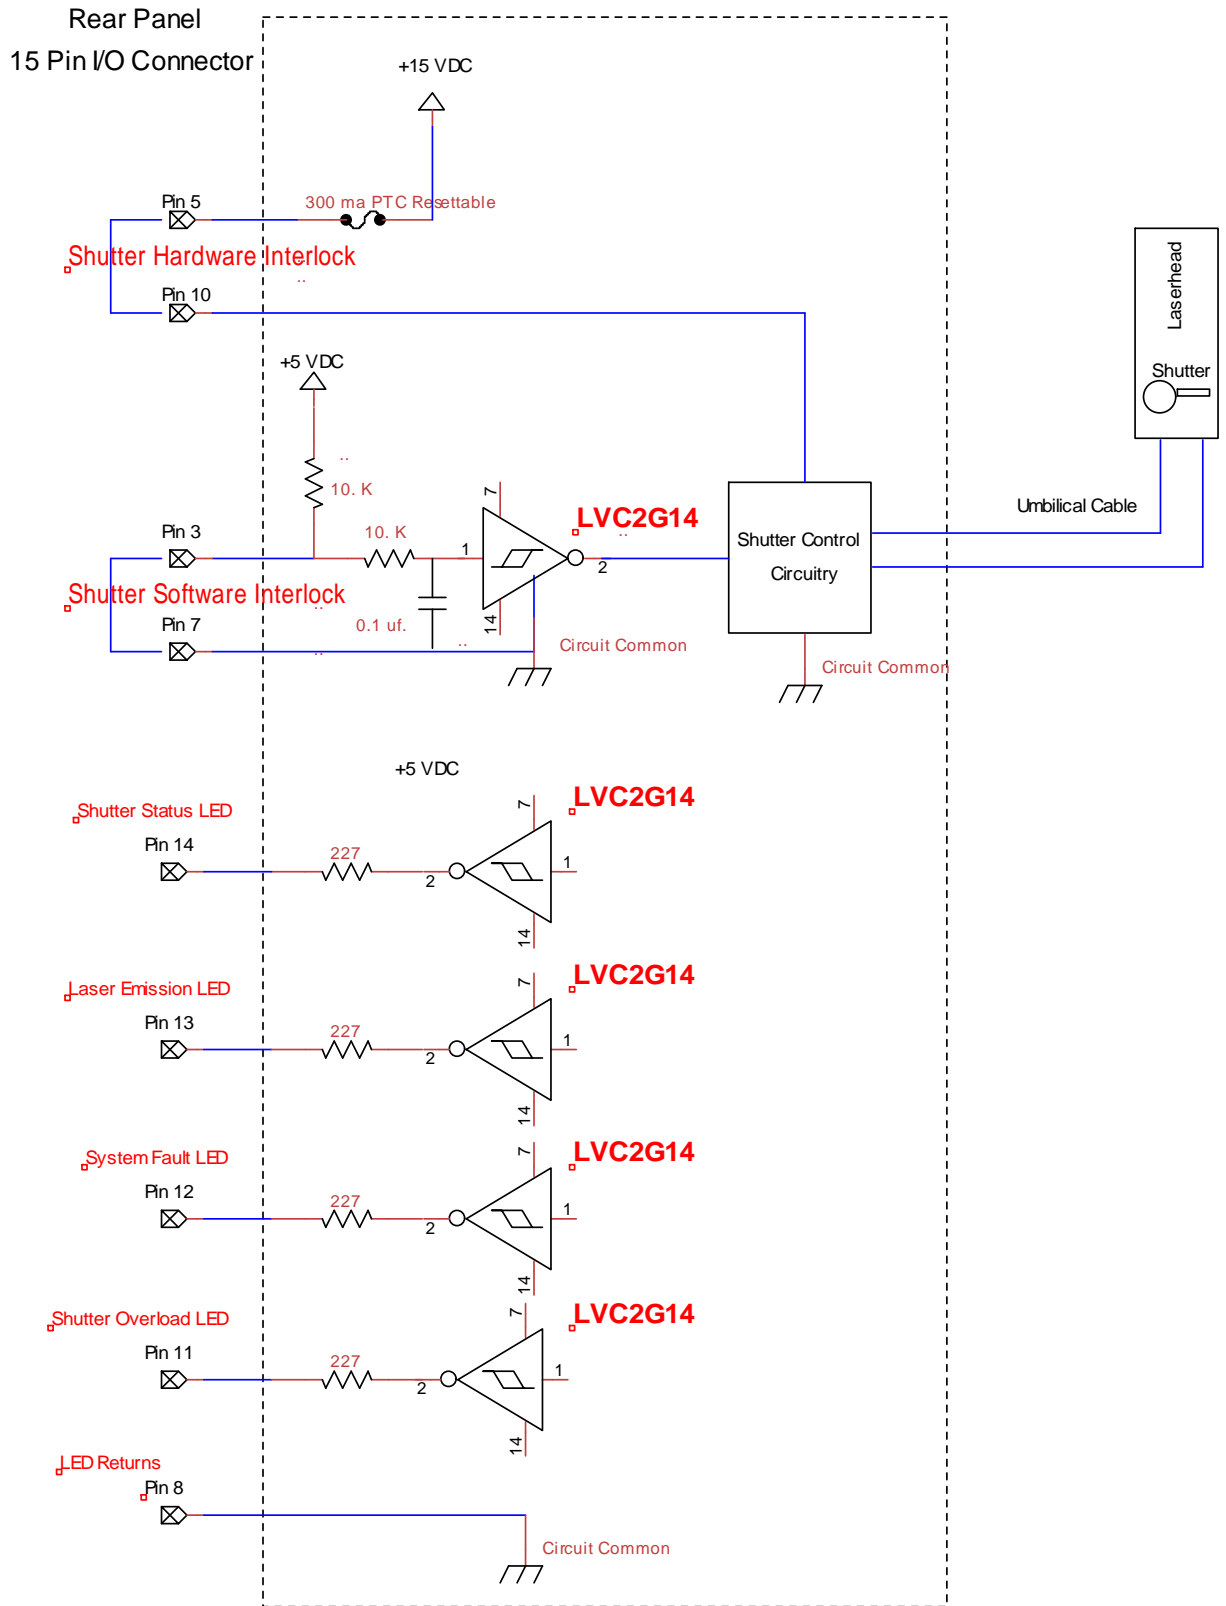 Rear Panel
15 Pin I/O Connector
+15 VDC
Pin 5
300 ma PTC Resettable
Shutter Hardware Interlock
Pin 10
Laserhead
Shutter
+5 VDC
10. K
Pin 3
10. K
1
7
14
2
LVC2G14
Shutter Control
Circuitry
Umbilical Cable
Shutter Software Interlock
0.1 uf.
Pin 7
Circuit Common
Circuit Common
+5 VDC
Shutter Status LED
Pin 14
227
2
7
14
1
LVC2G14
Laser Emission LED
Pin 13
227
2
7
14
1
LVC2G14
System Fault LED
Pin 12
227
2
7
14
1
LVC2G14
Shutter Overload LED
Pin 11
227
2
7
14
1
LVC2G14
LED Returns
Pin 8
Circuit Common